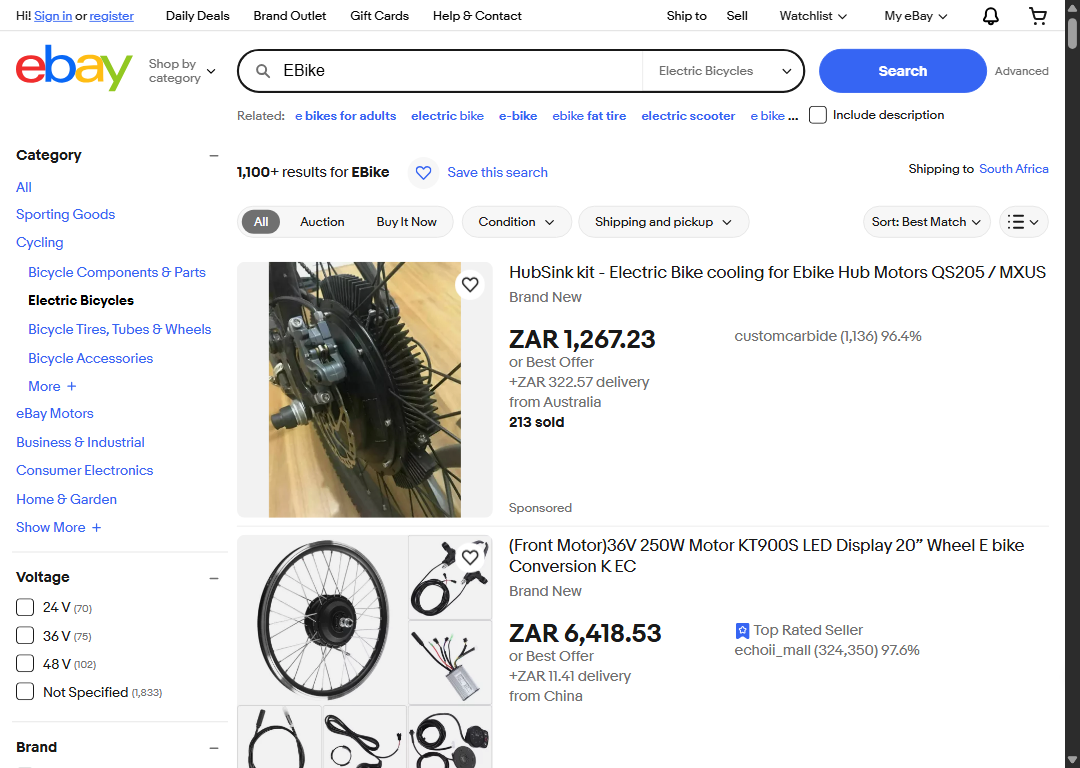 Hi! Sign in or register
Daily Deals
Brand Outlet
Gift Cards
Help & Contact
Ship to
Sell
Watchlist
My eBay
ebay
Shop by category
EBike
Electric Bicycles
Search
Advanced
Related: e bikes for adults electric bike e-bike ebike fat tire electric scooter e bike ...
Include description
Category
All
Sporting Goods
Cycling
Bicycle Components & Parts
Electric Bicycles
Bicycle Tires, Tubes & Wheels
Bicycle Accessories
More +
eBay Motors
Business & Industrial
Consumer Electronics
Home & Garden
Show More +
Voltage
24 V (70)
36 V (75)
48 V (102)
Not Specified (1,833)
Brand
1,100+ results for EBike
Save this search
Shipping to South Africa
All
Auction
Buy It Now
Condition
Shipping and pickup
Sort: Best Match
HubSink kit - Electric Bike cooling for Ebike Hub Motors QS205 / MXUS
Brand New
ZAR 1,267.23
or Best Offer
+ZAR 322.57 delivery
from Australia
213 sold
customcarbide (1,136) 96.4%
Sponsored
(Front Motor)36V 250W Motor KT900S LED Display 20” Wheel E bike
Conversion K EC
Brand New
ZAR 6,418.53
or Best Offer
+ZAR 11.41 delivery
from China
Top Rated Seller
echoii_mall (324,350) 97.6%